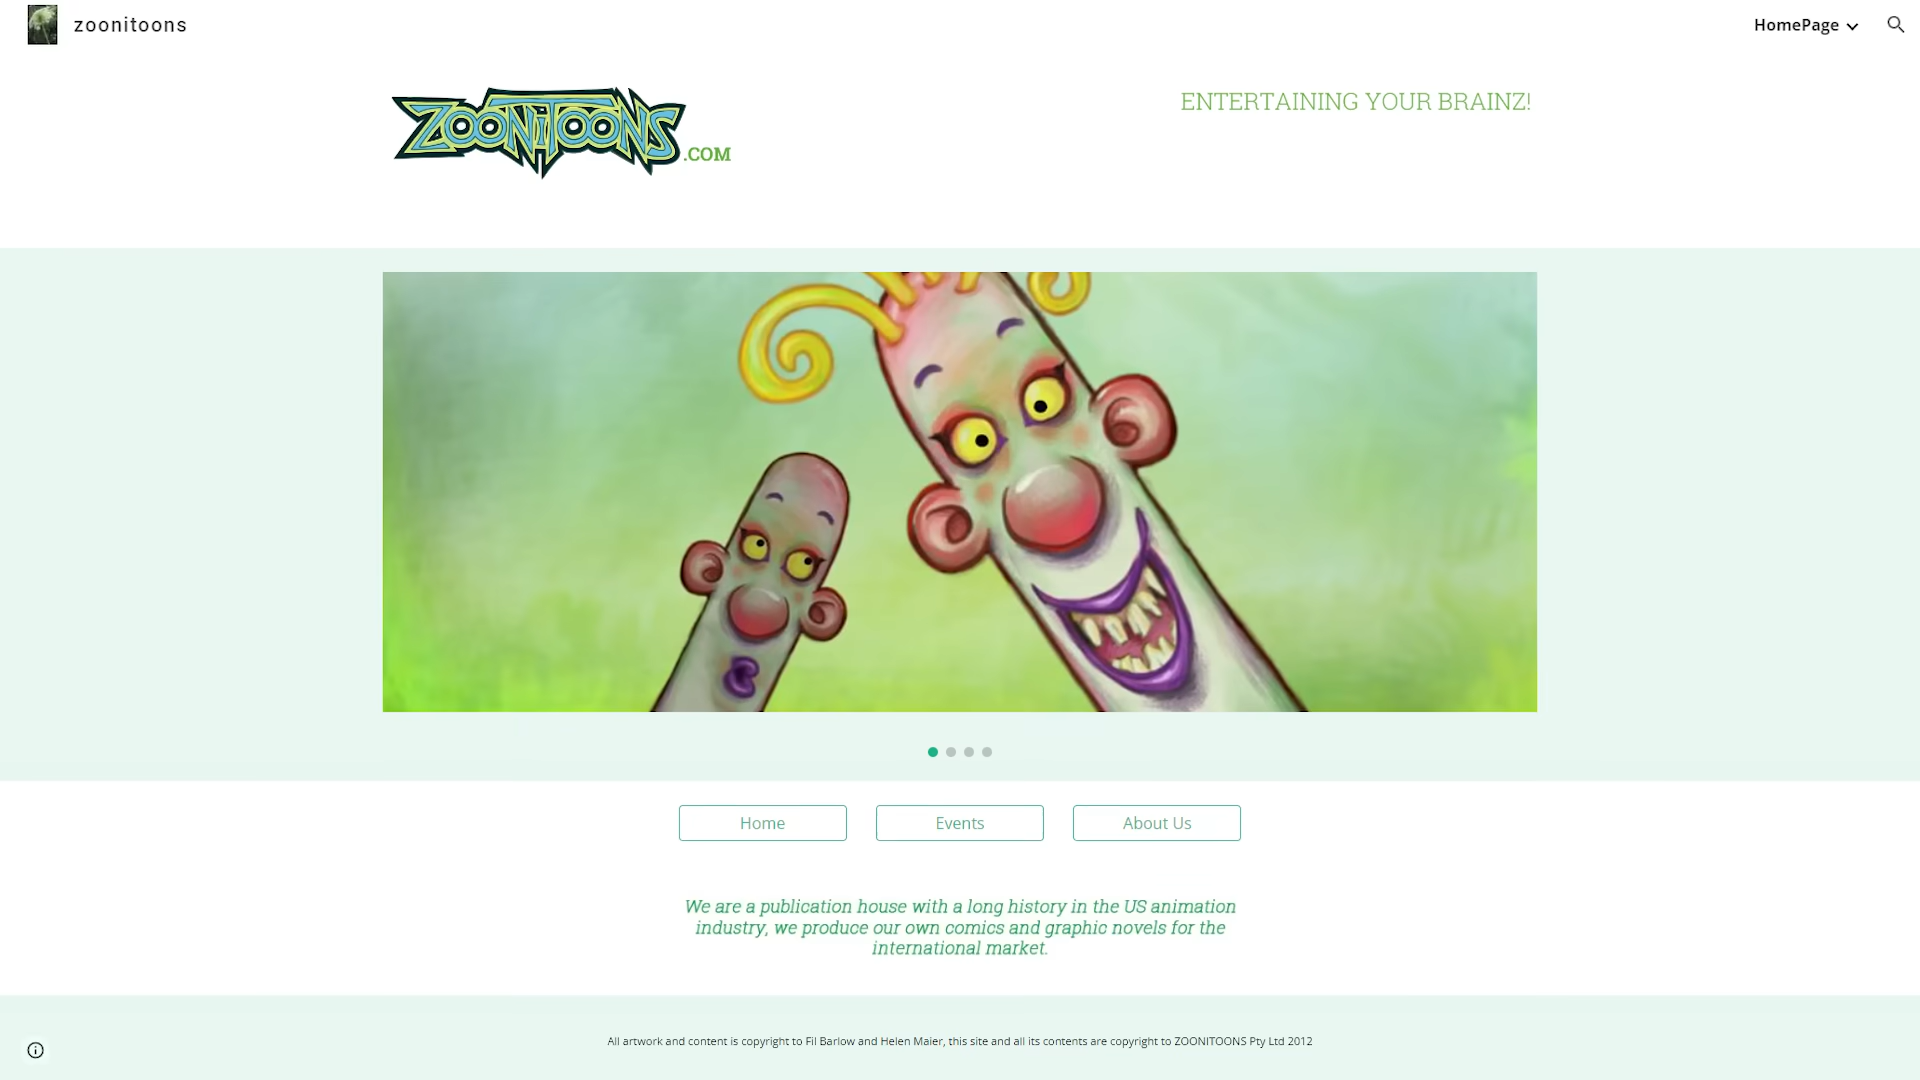 zoonitoons
HomePage
ZOONITOONS
.COM
ENTERTAINING YOUR BRAINZ!
Home
Events
About Us
We are a publication house with a long history in the US animation
industry, we produce our own comics and graphic novels for the
international market.
All artwork and content is copyright to Fil Barlow and Helen Maier, this site and all its contents are copyright to ZOONITOONS Pty Ltd 2012